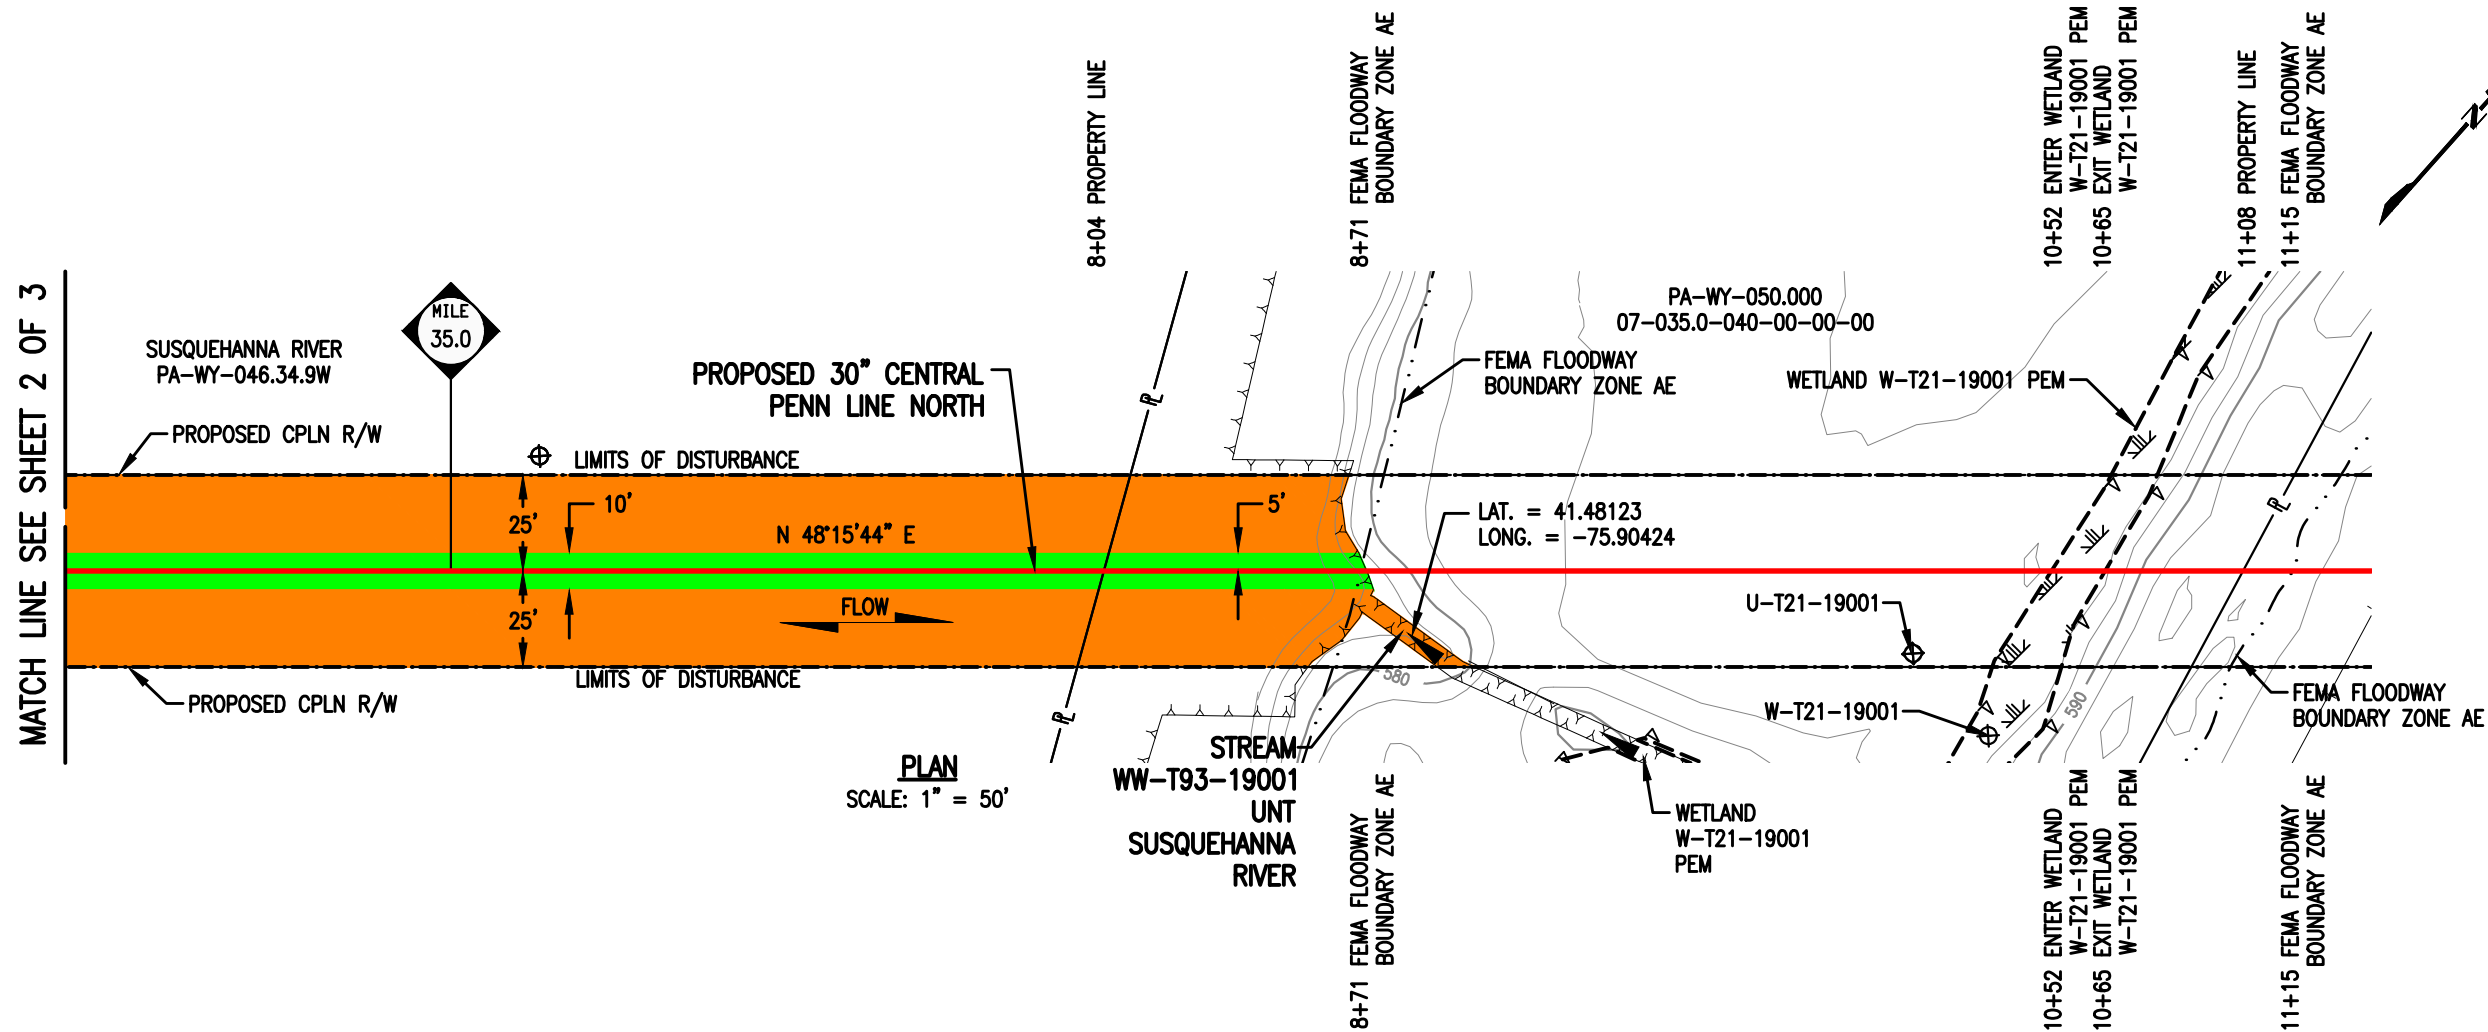 8+04 PROPERTY LINE
8+71 FEMA FLOODWAY
BOUNDARY ZONE AE
10+52 ENTER WETLAND
W-T21-19001 PEM
10+65 EXIT WETLAND
W-T21-19001 PEM
11+08 PROPERTY LINE
11+15 FEMA FLOODWAY
BOUNDARY ZONE AE
N
MATCH LINE SEE SHEET 2 OF 3
SUSQUEHANNA RIVER
PA-WY-046.34.9W
MILE
35.0
PROPOSED CPLN R/W
PROPOSED 30" CENTRAL
PENN LINE NORTH
LIMITS OF DISTURBANCE
PL
PA-WY-050.000
07-035.0-040-00-00-00
FEMA FLOODWAY
BOUNDARY ZONE AE
WETLAND W-T21-19001 PEM
25'
10'
N 48°15'44" E
5'
LAT. = 41.48123
LONG. = -75.90424
PL
25'
FLOW
U-T21-19001
LIMITS OF DISTURBANCE
PROPOSED CPLN R/W
580
PL
W-T21-19001
590
FEMA FLOODWAY
BOUNDARY ZONE AE
PLAN
SCALE: 1" = 50'
STREAM
WW-T93-19001
UNT
SUSQUEHANNA
RIVER
WETLAND
W-T21-19001
PEM
8+71 FEMA FLOODWAY
BOUNDARY ZONE AE
10+52 ENTER WETLAND
W-T21-19001 PEM
10+65 EXIT WETLAND
W-T21-19001 PEM
11+15 FEMA FLOODWAY
BOUNDARY ZONE AE